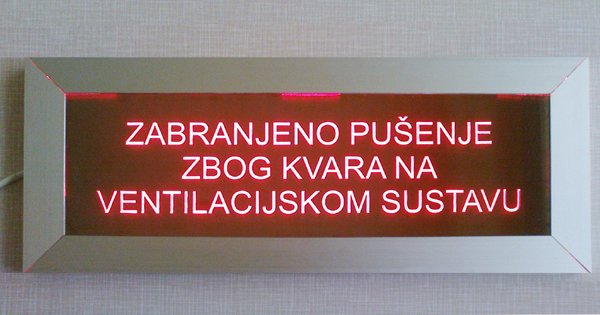 ZABRANJENO PUŠENJE
ZBOG KVARA NA
VENTILACIJSKOM SUSTAVU